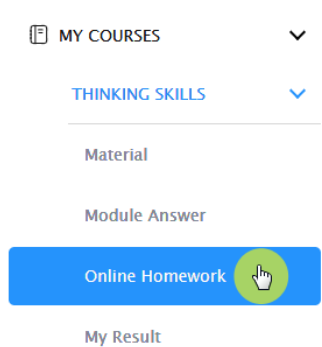 MY COURSES
THINKING SKILLS
Material
Module Answer
Online Homework
My Result